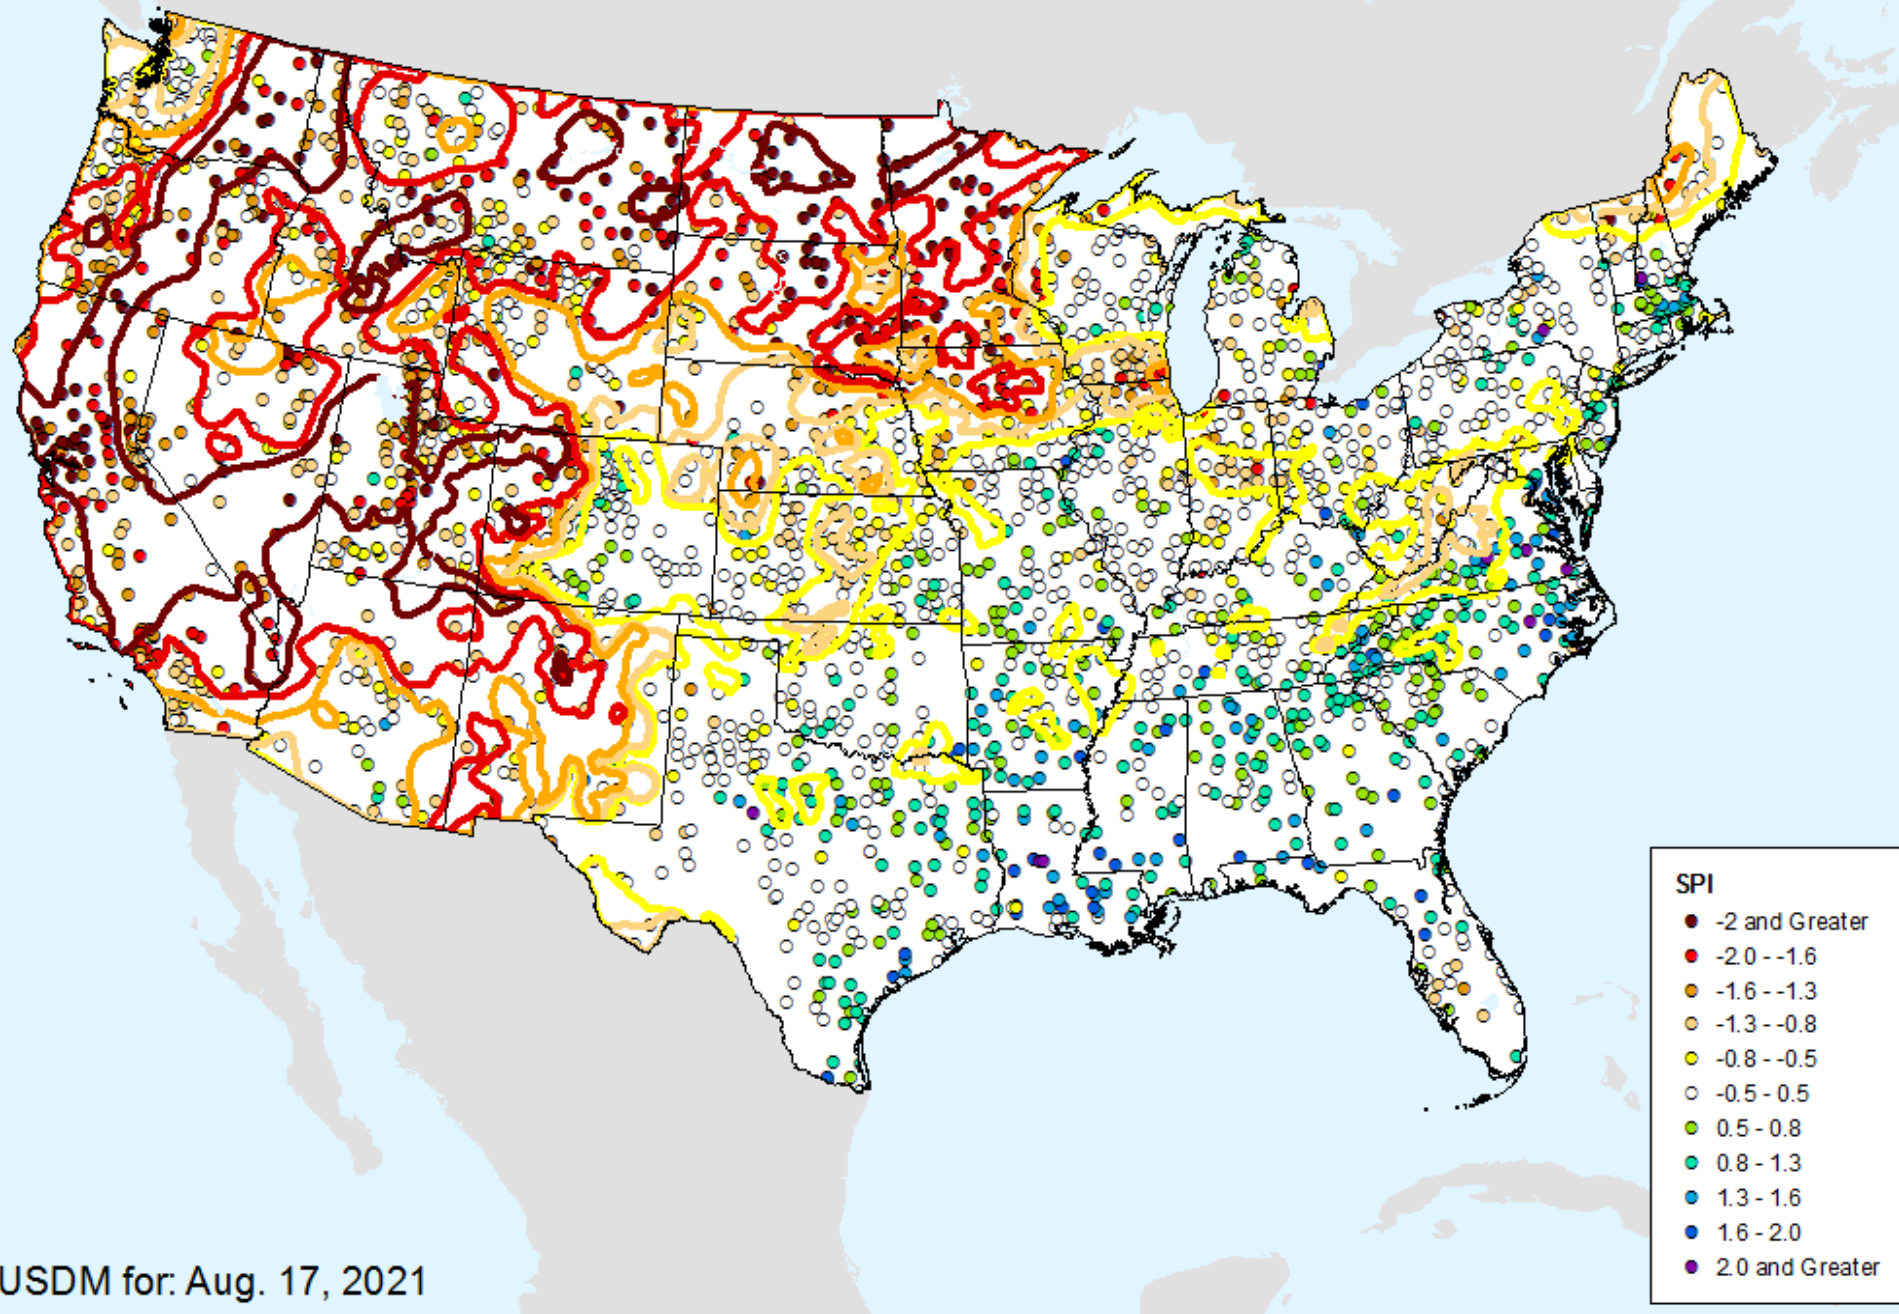 SPI
-2 and Greater
-2.0 - -1.6
-1.6 - -1.3
-1.3 - -0.8
-0.8 - -0.5
-0.5 - 0.5
0.5 - 0.8
0.8 - 1.3
1.3 - 1.6
1.6 - 2.0
2.0 and Greater
USDM for: Aug. 17, 2021